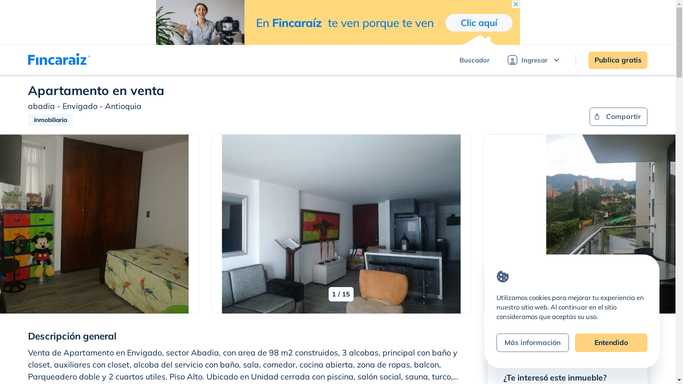 En Fincaraíz te ven porque te ven
Clic aquí
Fincaraiz
Buscador
Ingresar
Publica gratis
Apartamento en venta
abadia - Envigado - Antioquia
Inmobiliaria
Compartir
1 / 15
Utilizamos cookies para mejorar tu experiencia en
nuestro sitio web. Al continuar en el sitio
consideramos que aceptas su uso.
Más información
Entendido
Descripción general
Venta de Apartamento en Envigado, sector Abadia, con area de 98 m2 construidos, 3 alcobas, principal con baño y
closet, auxiliares con closet, alcoba del servicio con baño, sala, comedor, cocina abierta, zona de ropas, balcon.
Parqueadero doble y 2 cuartos utiles. Piso Alto. Ubicado en Unidad cerrada con piscina, salón social, sauna, turco,...
¿Te interesó este inmueble?